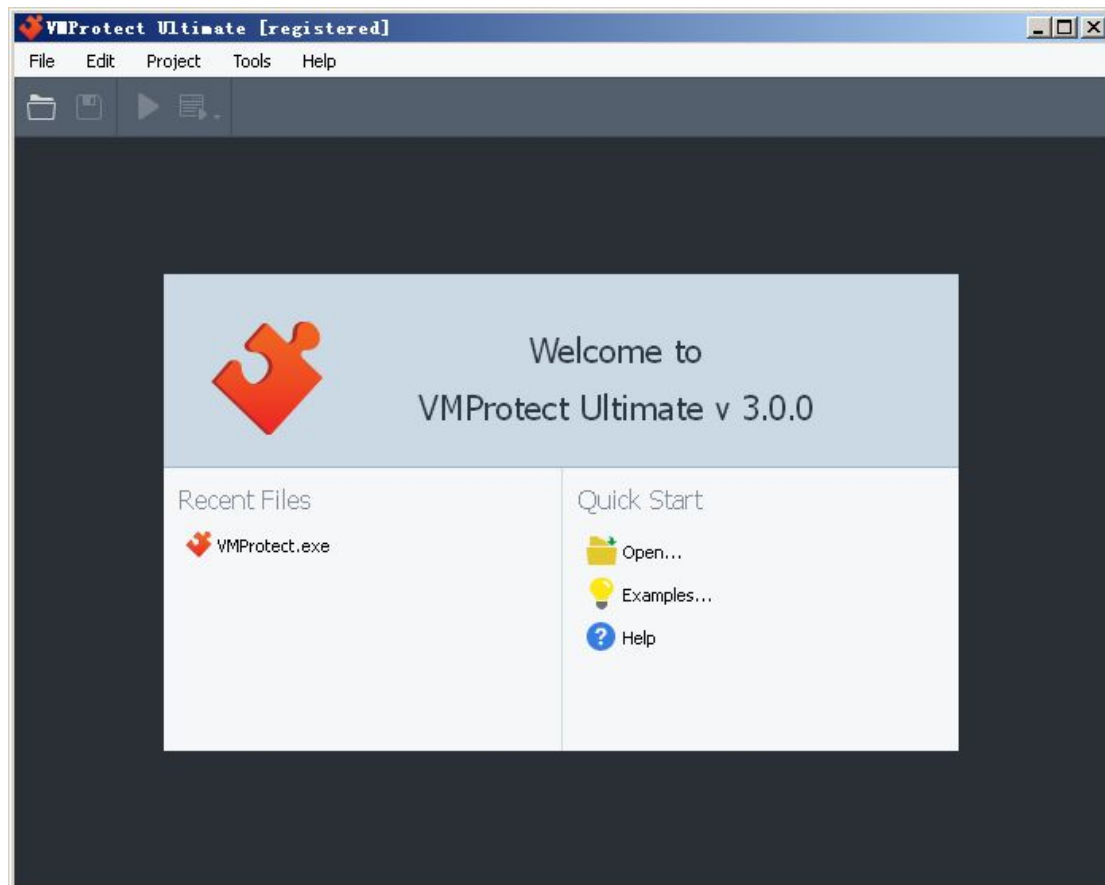 VMProtect Ultimate [registered]
File Edit Project Tools Help
Welcome to
VMProtect Ultimate v 3.0.0
Recent Files
VMProtect.exe
Quick Start
Open...
Examples...
Help